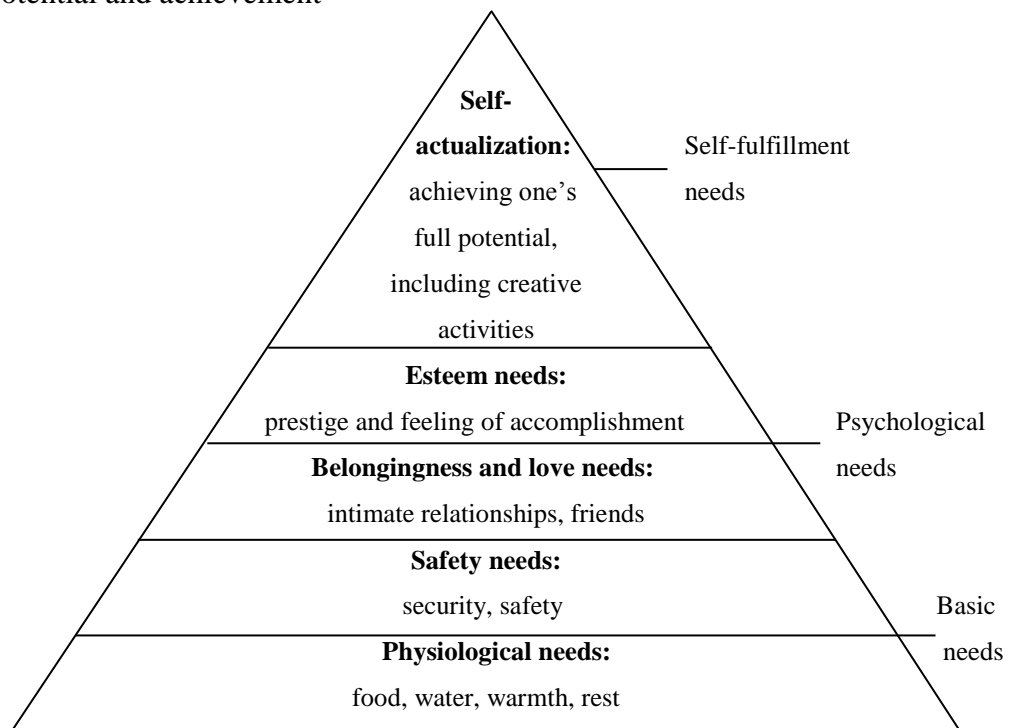 potential and achievement
Self-
actualization:
achieving one’s
full potential,
including creative
activities
Self-fulfillment
needs
Esteem needs:
prestige and feeling of accomplishment
Psychological
needs
Belongingness and love needs:
intimate relationships, friends
Safety needs:
security, safety
Basic
needs
Physiological needs:
food, water, warmth, rest